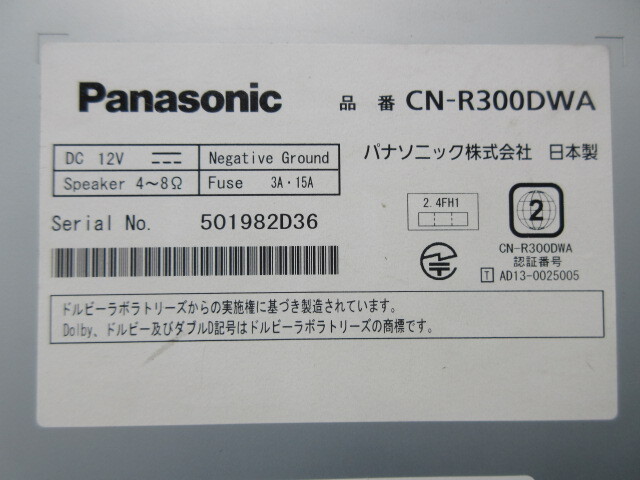 Panasonic
品 番 CN-R300DWA
DC 12V Negative Ground
Speaker 4～8Ω Fuse 3A・15A
パナソニック株式会社 日本製
Serial No. 501982D36
2.4FH1
2
CN-R300DWA
認証番号
T AD13-0025005
ドルビーラボラトリーズからの実施権に基づき製造されています。
Dolby、ドルビー及びダブルD記号はドルビーラボラトリーズの商標です。